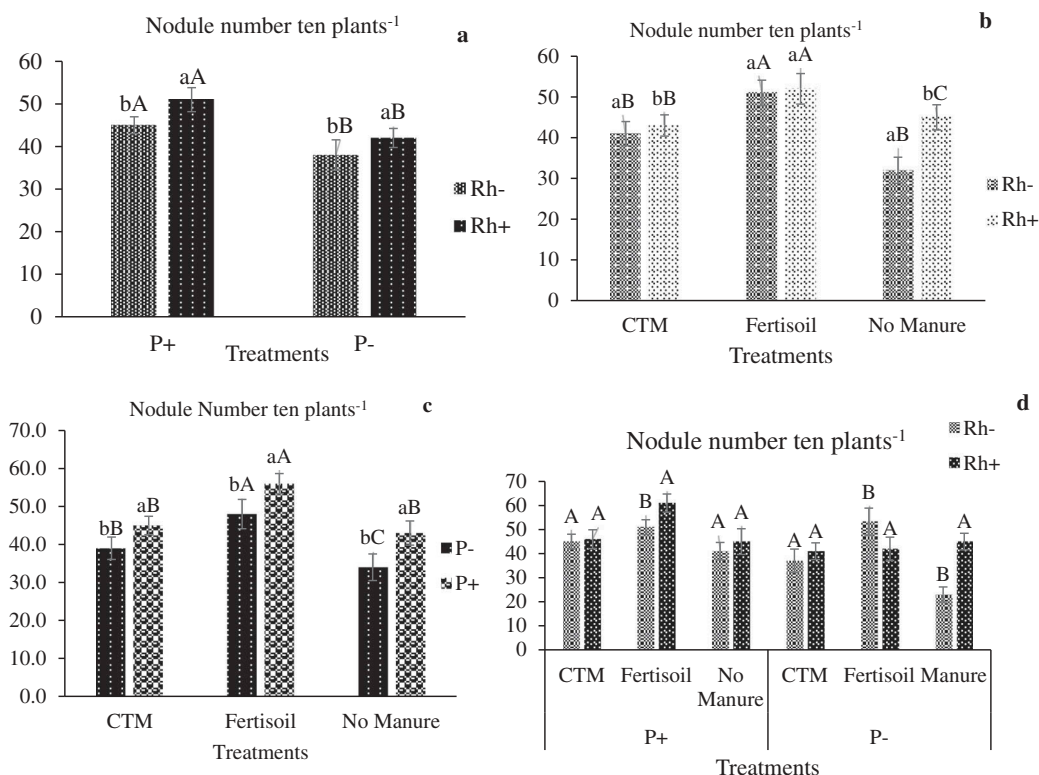 Nodule number ten plants-1
a
60
50
40
30
20
10
0
bA
aA
bB
aB
P+
P-
Treatments
Rh-
Rh+
Nodule number ten plants-1
b
60
50
40
30
20
10
0
aB
bB
aA
aA
aB
bC
CTM
Fertisoil
No Manure
Treatments
Rh-
Rh+
Nodule Number ten plants-1
c
70.0
60.0
50.0
40.0
30.0
20.0
10.0
0.0
bB
aB
bA
aA
bC
aB
CTM
Fertisoil
No Manure
Treatments
P-
P+
d
Nodule number ten plants-1
Rh-
Rh+
70
60
50
40
30
20
10
0
A
A
B
A
A
A
A
A
B
A
B
A
CTM
Fertisoil
No
Manure
CTM
Fertisoil
Manure
P+
P-
Treatments